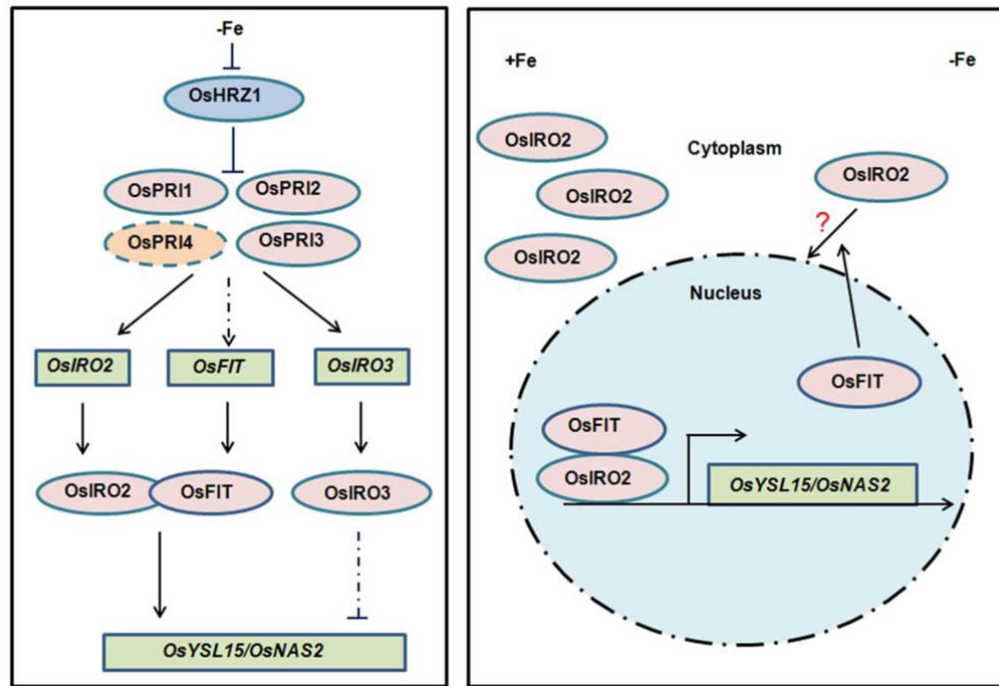 -Fe
OsHRZ1
OsPRI1
OsPRI2
OsPRI4
OsPRI3
OsIRO2
OsFIT
OsIRO3
OsIRO2
OsFIT
OsIRO3
OsYSL15/OsNAS2
+Fe
-Fe
OsIRO2
Cytoplasm
OsIRO2
OsIRO2
?
OsIRO2
Nucleus
OsFIT
OsFIT
OsIRO2
OsYSL15/OsNAS2